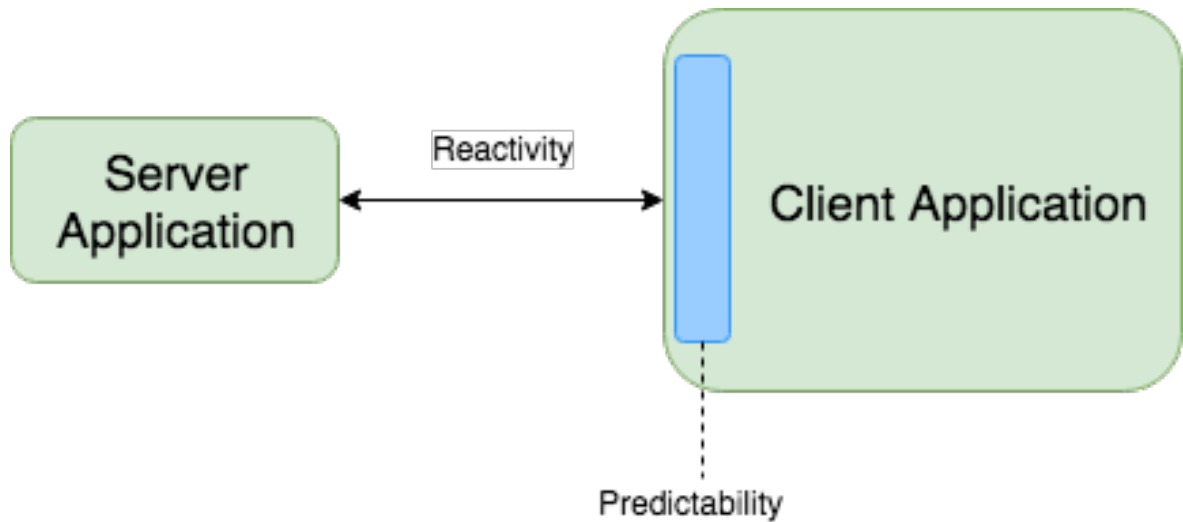 Reactivity
Server
Application
Client Application
Predictability